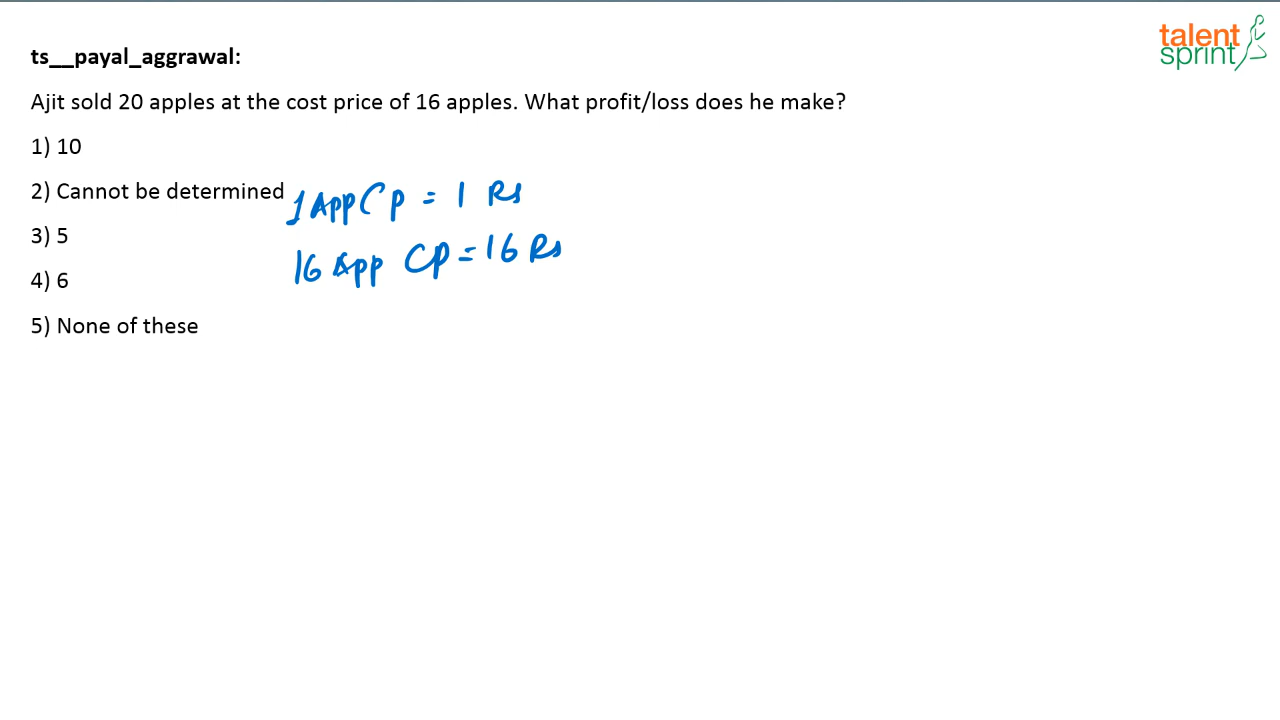 talent
sprint
ts__payal_aggrawal:
Ajit sold 20 apples at the cost price of 16 apples. What profit/loss does he make?
1) 10
2) Cannot be determined
1 App Cp = 1 Rs
3) 5
16 App Cp = 16 Rs
4) 6
5) None of these